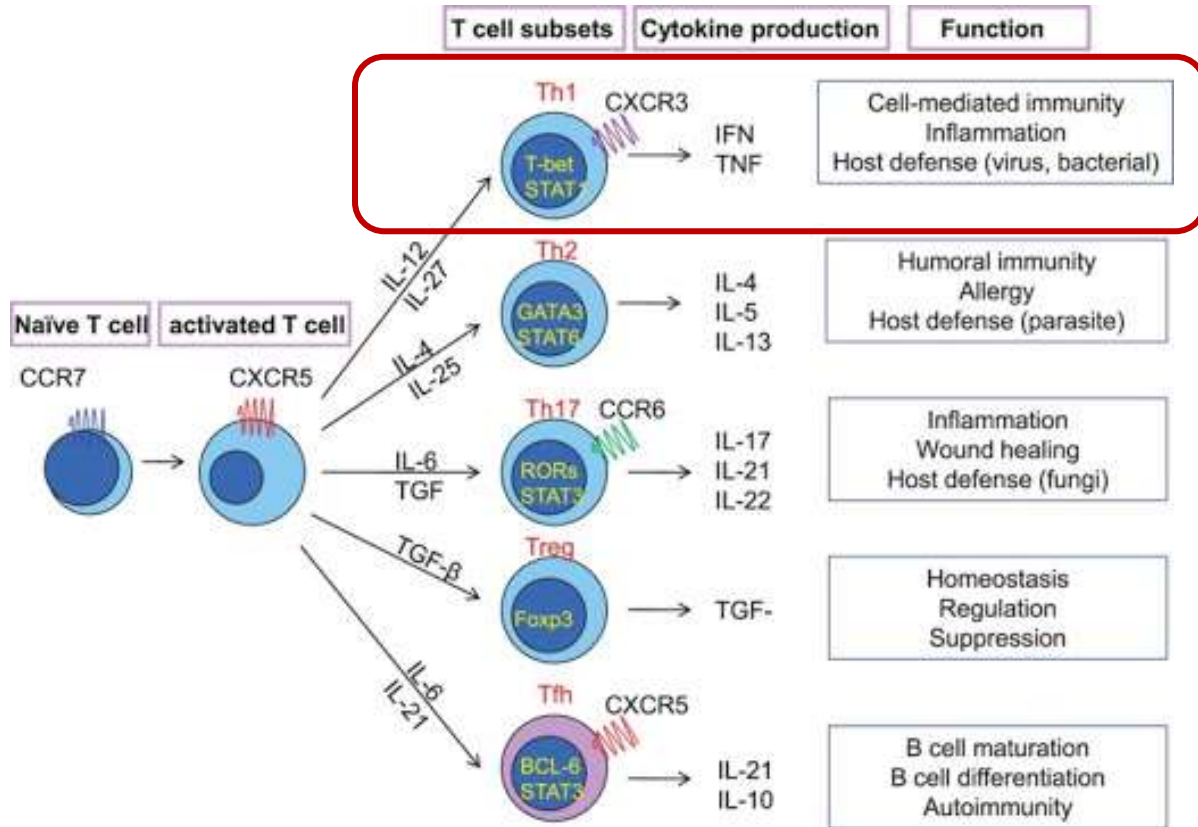 T cell subsets Cytokine production Function
Th1
CXCR3
T-bet
STAT1
IFN
TNF
Cell-mediated immunity
Inflammation
Host defense (virus, bacterial)
IL-12
IL-27
Th2
GATA3
STAT6
IL-4
IL-5
IL-13
Humoral immunity
Allergy
Host defense (parasite)
Naïve T cell activated T cell
CCR7
CXCR5
IL-4
IL-25
Th17
CCR6
RORs
STAT3
IL-17
IL-21
IL-22
Inflammation
Wound healing
Host defense (fungi)
IL-6
TGF
Treg
Foxp3
TGF-
Homeostasis
Regulation
Suppression
TGF-β
IL-6
IL-21
Tfh
CXCR5
BCL-6
STAT3
IL-21
IL-10
B cell maturation
B cell differentiation
Autoimmunity